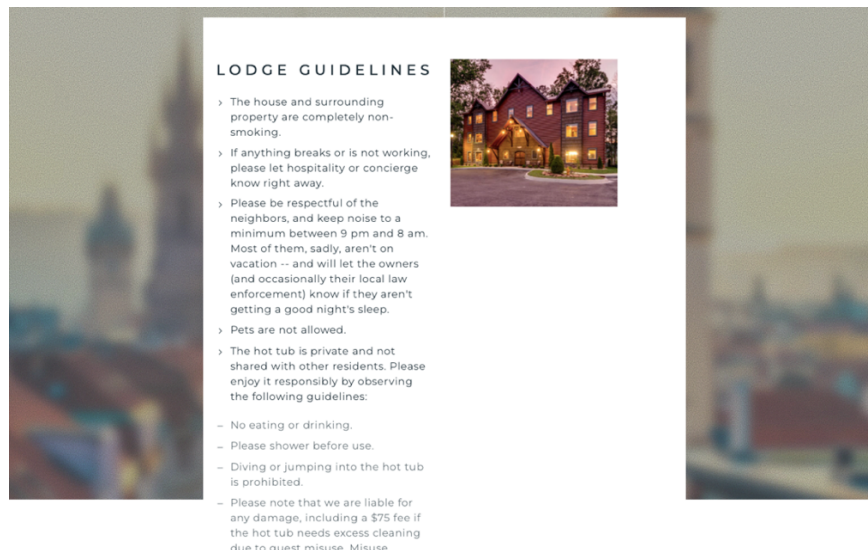 LODGE GUIDELINES
› The house and surrounding
property are completely non-
smoking.
› If anything breaks or is not working,
please let hospitality or concierge
know right away.
› Please be respectful of the
neighbors, and keep noise to a
minimum between 9 pm and 8 am.
Most of them, sadly, aren't on
vacation -- and will let the owners
(and occasionally their local law
enforcement) know if they aren't
getting a good night's sleep.
› Pets are not allowed.
› The hot tub is private and not
shared with other residents. Please
enjoy it responsibly by observing
the following guidelines:
– No eating or drinking.
– Please shower before use.
– Diving or jumping into the hot tub
is prohibited.
– Please note that we are liable for
any damage, including a $75 fee if
the hot tub needs excess cleaning
due to guest misuse. Misuse